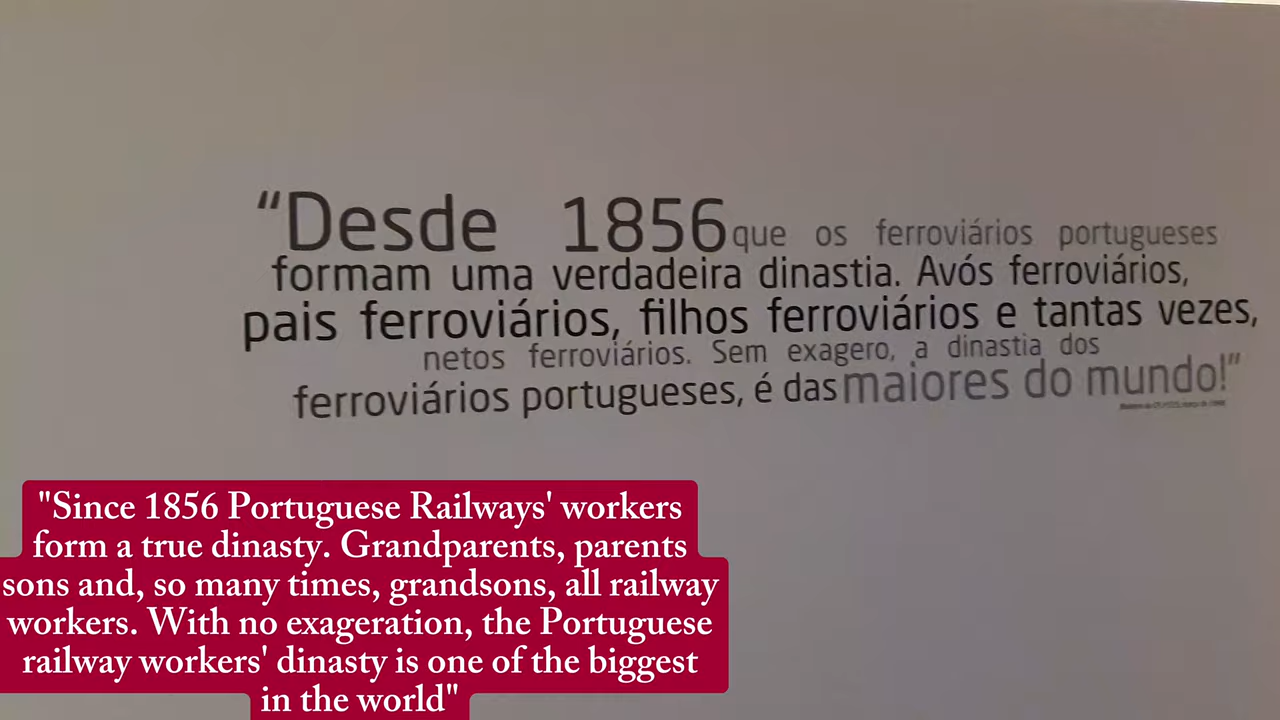 “Desde 1856 que os ferroviários portugueses
formam uma verdadeira dinastia. Avós ferroviários,
pais ferroviários, filhos ferroviários e tantas vezes,
netos ferroviários. Sem exagero, a dinastia dos
ferroviários portugueses, é das maiores do mundo!”
"Since 1856 Portuguese Railways' workers
form a true dinasty. Grandparents, parents
sons and, so many times, grandsons, all railway
workers. With no exageration, the Portuguese
railway workers' dinasty is one of the biggest
in the world"